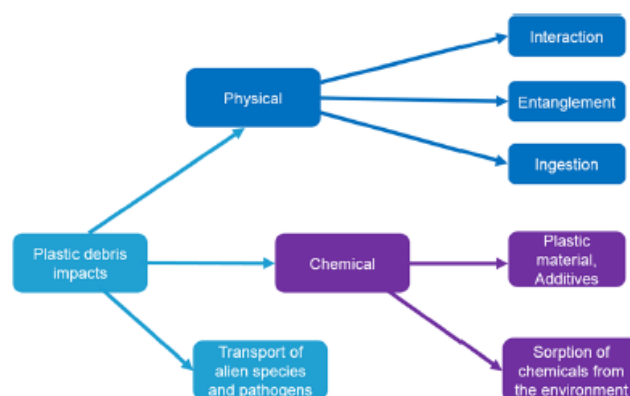 Interaction
Physical
Entanglement
Ingestion
Plastic debris
impacts
Chemical
Plastic
material,
Additives
Transport of
alien species
and pathogens
Sorption of
chemicals from
the environment